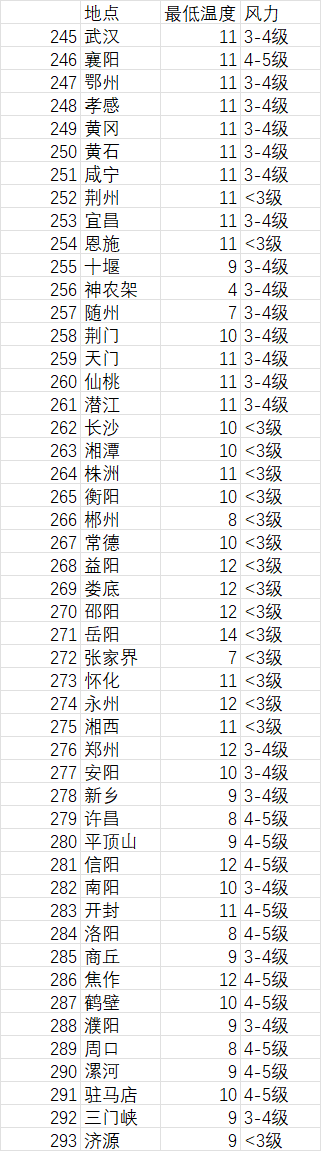 地点 最低温度 风力
245 武汉 11 3-4级
246 襄阳 11 4-5级
247 鄂州 11 3-4级
248 孝感 11 3-4级
249 黄冈 11 3-4级
250 黄石 11 3-4级
251 咸宁 11 3-4级
252 荆州 11 <3级
253 宜昌 11 3-4级
254 恩施 11 <3级
255 十堰 9 3-4级
256 神农架 4 3-4级
257 随州 7 3-4级
258 荆门 10 3-4级
259 天门 11 3-4级
260 仙桃 11 3-4级
261 潜江 11 3-4级
262 长沙 10 <3级
263 湘潭 10 <3级
264 株洲 11 <3级
265 衡阳 10 <3级
266 郴州 8 <3级
267 常德 10 <3级
268 益阳 12 <3级
269 娄底 12 <3级
270 邵阳 12 <3级
271 岳阳 14 <3级
272 张家界 7 <3级
273 怀化 11 <3级
274 永州 12 <3级
275 湘西 11 <3级
276 郑州 12 3-4级
277 安阳 10 3-4级
278 新乡 9 3-4级
279 许昌 8 4-5级
280 平顶山 9 4-5级
281 信阳 12 4-5级
282 南阳 10 3-4级
283 开封 11 4-5级
284 洛阳 8 4-5级
285 商丘 9 3-4级
286 焦作 12 4-5级
287 鹤壁 10 4-5级
288 濮阳 9 3-4级
289 周口 8 4-5级
290 漯河 9 4-5级
291 驻马店 10 4-5级
292 三门峡 9 3-4级
293 济源 9 <3级